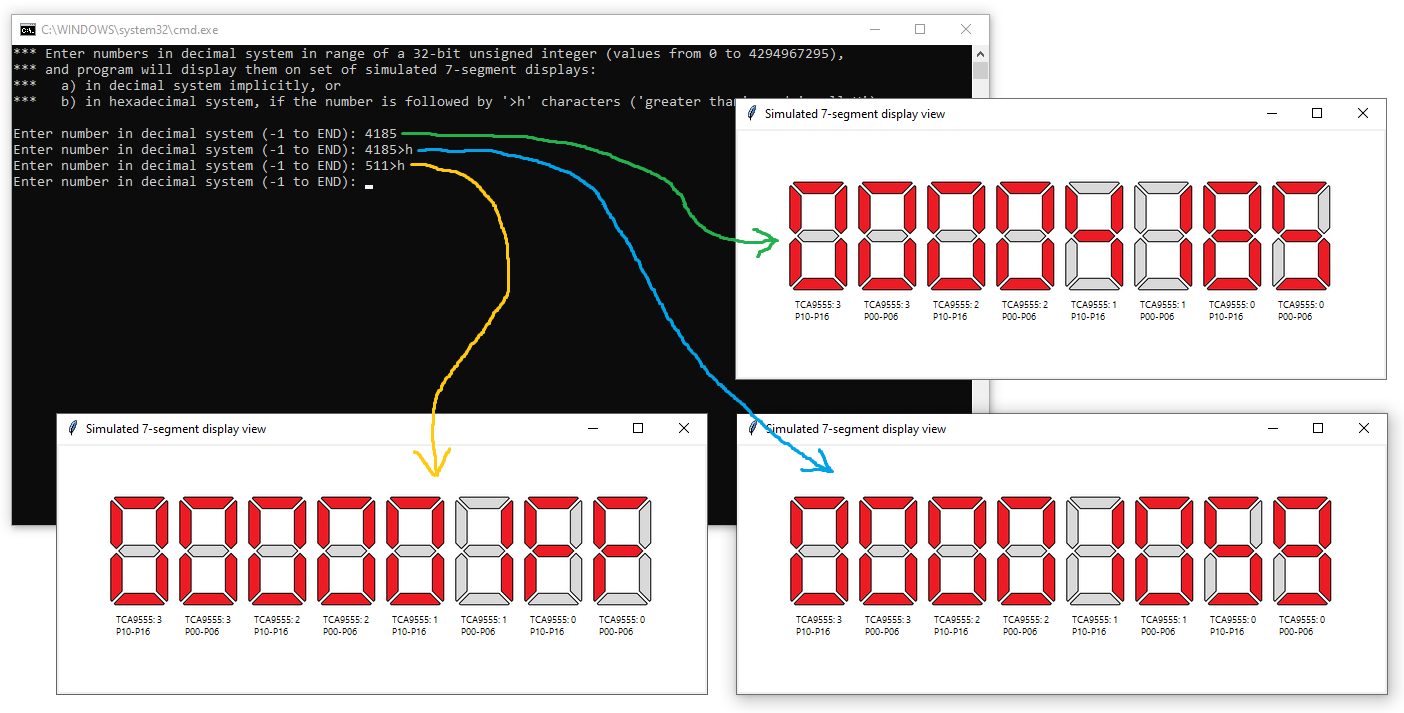 C:\WINDOWS\system32\cmd.exe
*** Enter numbers in decimal system in range of a 32-bit unsigned integer (values from 0 to 4294967295),
*** and program will display them on set of simulated 7-segment displays:
***   a) in decimal system implicitly, or
***   b) in hexadecimal system, if the number is followed by '>h' characters ('greater
Enter number in decimal system (-1 to END): 4185
Enter number in decimal system (-1 to END): 4185>h
Enter number in decimal system (-1 to END): 511>h
Enter number in decimal system (-1 to END):
Simulated 7-segment display view
00004185
TCA9555: 3 TCA9555: 3 TCA9555: 2 TCA9555: 2 TCA9555: 1 TCA9555: 1 TCA9555: 0 TCA9555: 0
P10-P16 P00-P06 P10-P16 P00-P06 P10-P16 P00-P06 P10-P16 P00-P06
Simulated 7-segment display view
000001FF
TCA9555: 3 TCA9555: 3 TCA9555: 2 TCA9555: 2 TCA9555: 1 TCA9555: 1 TCA9555: 0 TCA9555: 0
P10-P16 P00-P06 P10-P16 P00-P06 P10-P16 P00-P06 P10-P16 P00-P06
Simulated 7-segment display view
00001059
TCA9555: 3 TCA9555: 3 TCA9555: 2 TCA9555: 2 TCA9555: 1 TCA9555: 1 TCA9555: 0 TCA9555: 0
P10-P16 P00-P06 P10-P16 P00-P06 P10-P16 P00-P06 P10-P16 P00-P06